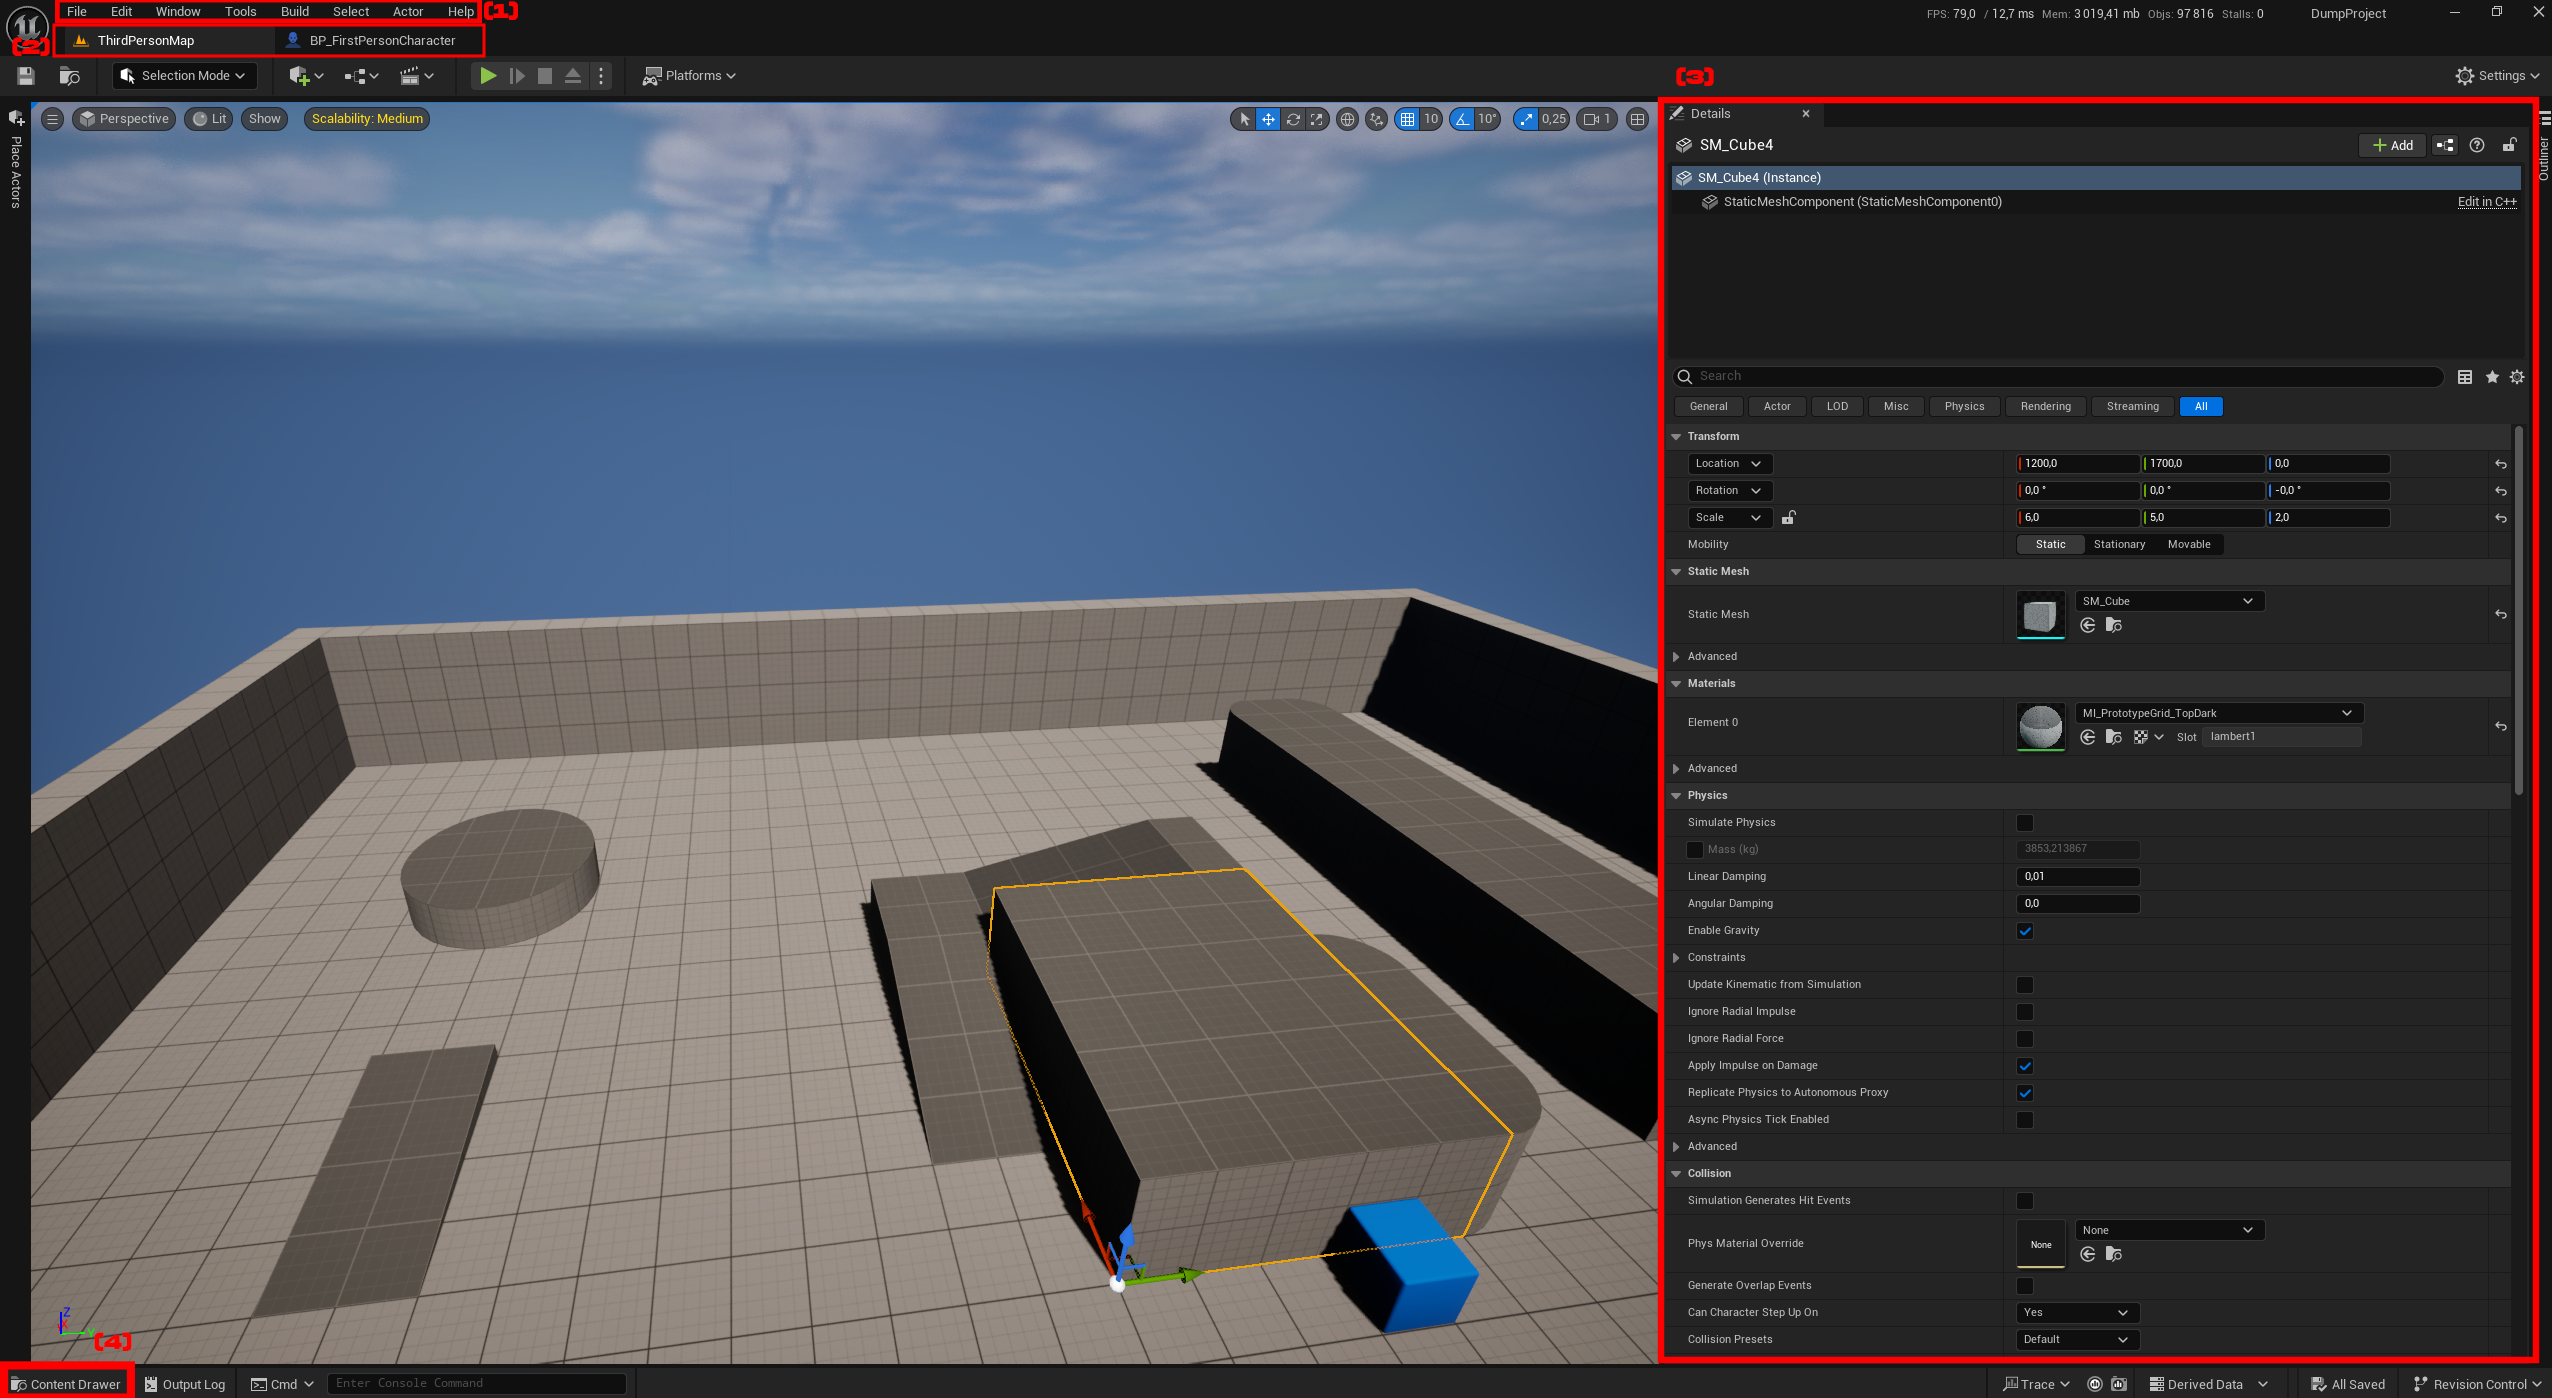 File Edit Window Tools Build Select Actor Help [1]
FPS: 79,0 / 12,7 ms Mem: 3 019,41 mb Objs: 97 816 Stalls: 0 DumpProject
[2] ThirdPersonMap BP_FirstPersonCharacter
Selection Mode Platforms [3] Settings
Place Actors
Perspective Lit Show Scalability: Medium 10 10° 0,25 1
Details
Outliner
SM_Cube4 Add
SM_Cube4 (Instance)
StaticMeshComponent (StaticMeshComponent0) Edit in C++
Search
General Actor LOD Misc Physics Rendering Streaming All
Transform
Location 1200,0 1700,0 0,0
Rotation 0,0 ° 0,0 ° -0,0 °
Scale 6,0 5,0 2,0
Mobility Static Stationary Movable
Static Mesh
Static Mesh SM_Cube
Advanced
Materials
Element 0 MI_PrototypeGrid_TopDark
Slot lambert1
Advanced
Physics
Simulate Physics
Mass (kg) 3853,213867
Linear Damping 0,01
Angular Damping 0,0
Enable Gravity
Constraints
Update Kinematic from Simulation
Ignore Radial Impulse
Ignore Radial Force
Apply Impulse on Damage
Replicate Physics to Autonomous Proxy
Async Physics Tick Enabled
Advanced
Collision
Simulation Generates Hit Events
Phys Material Override None None
Generate Overlap Events
Can Character Step Up On Yes
Collision Presets Default
Z
X Y
[4]
Content Drawer Output Log Cmd Enter Console Command Trace Derived Data All Saved Revision Control